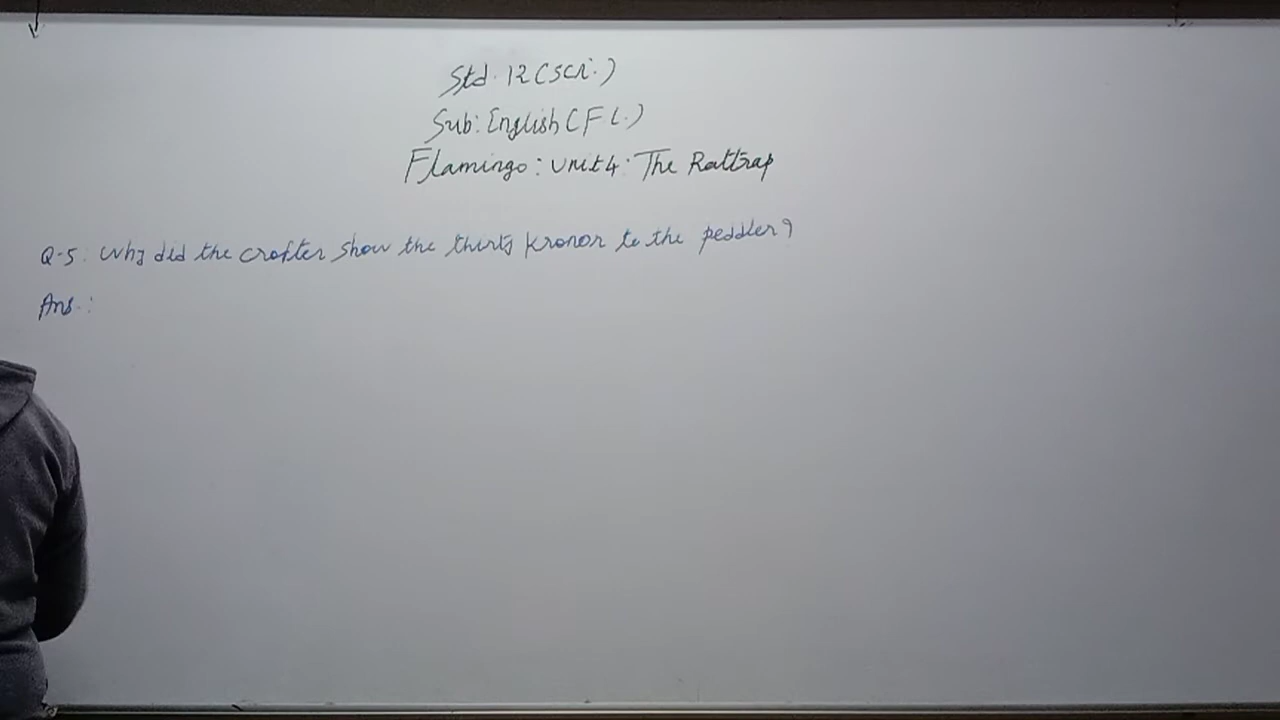 Std. 12 (Sci.)
Sub: English (FL.)
Flamingo: Unit 4: The Rattrap
Q-5. Why did the crofter show the thirty kronor to the peddler?
Ans.: